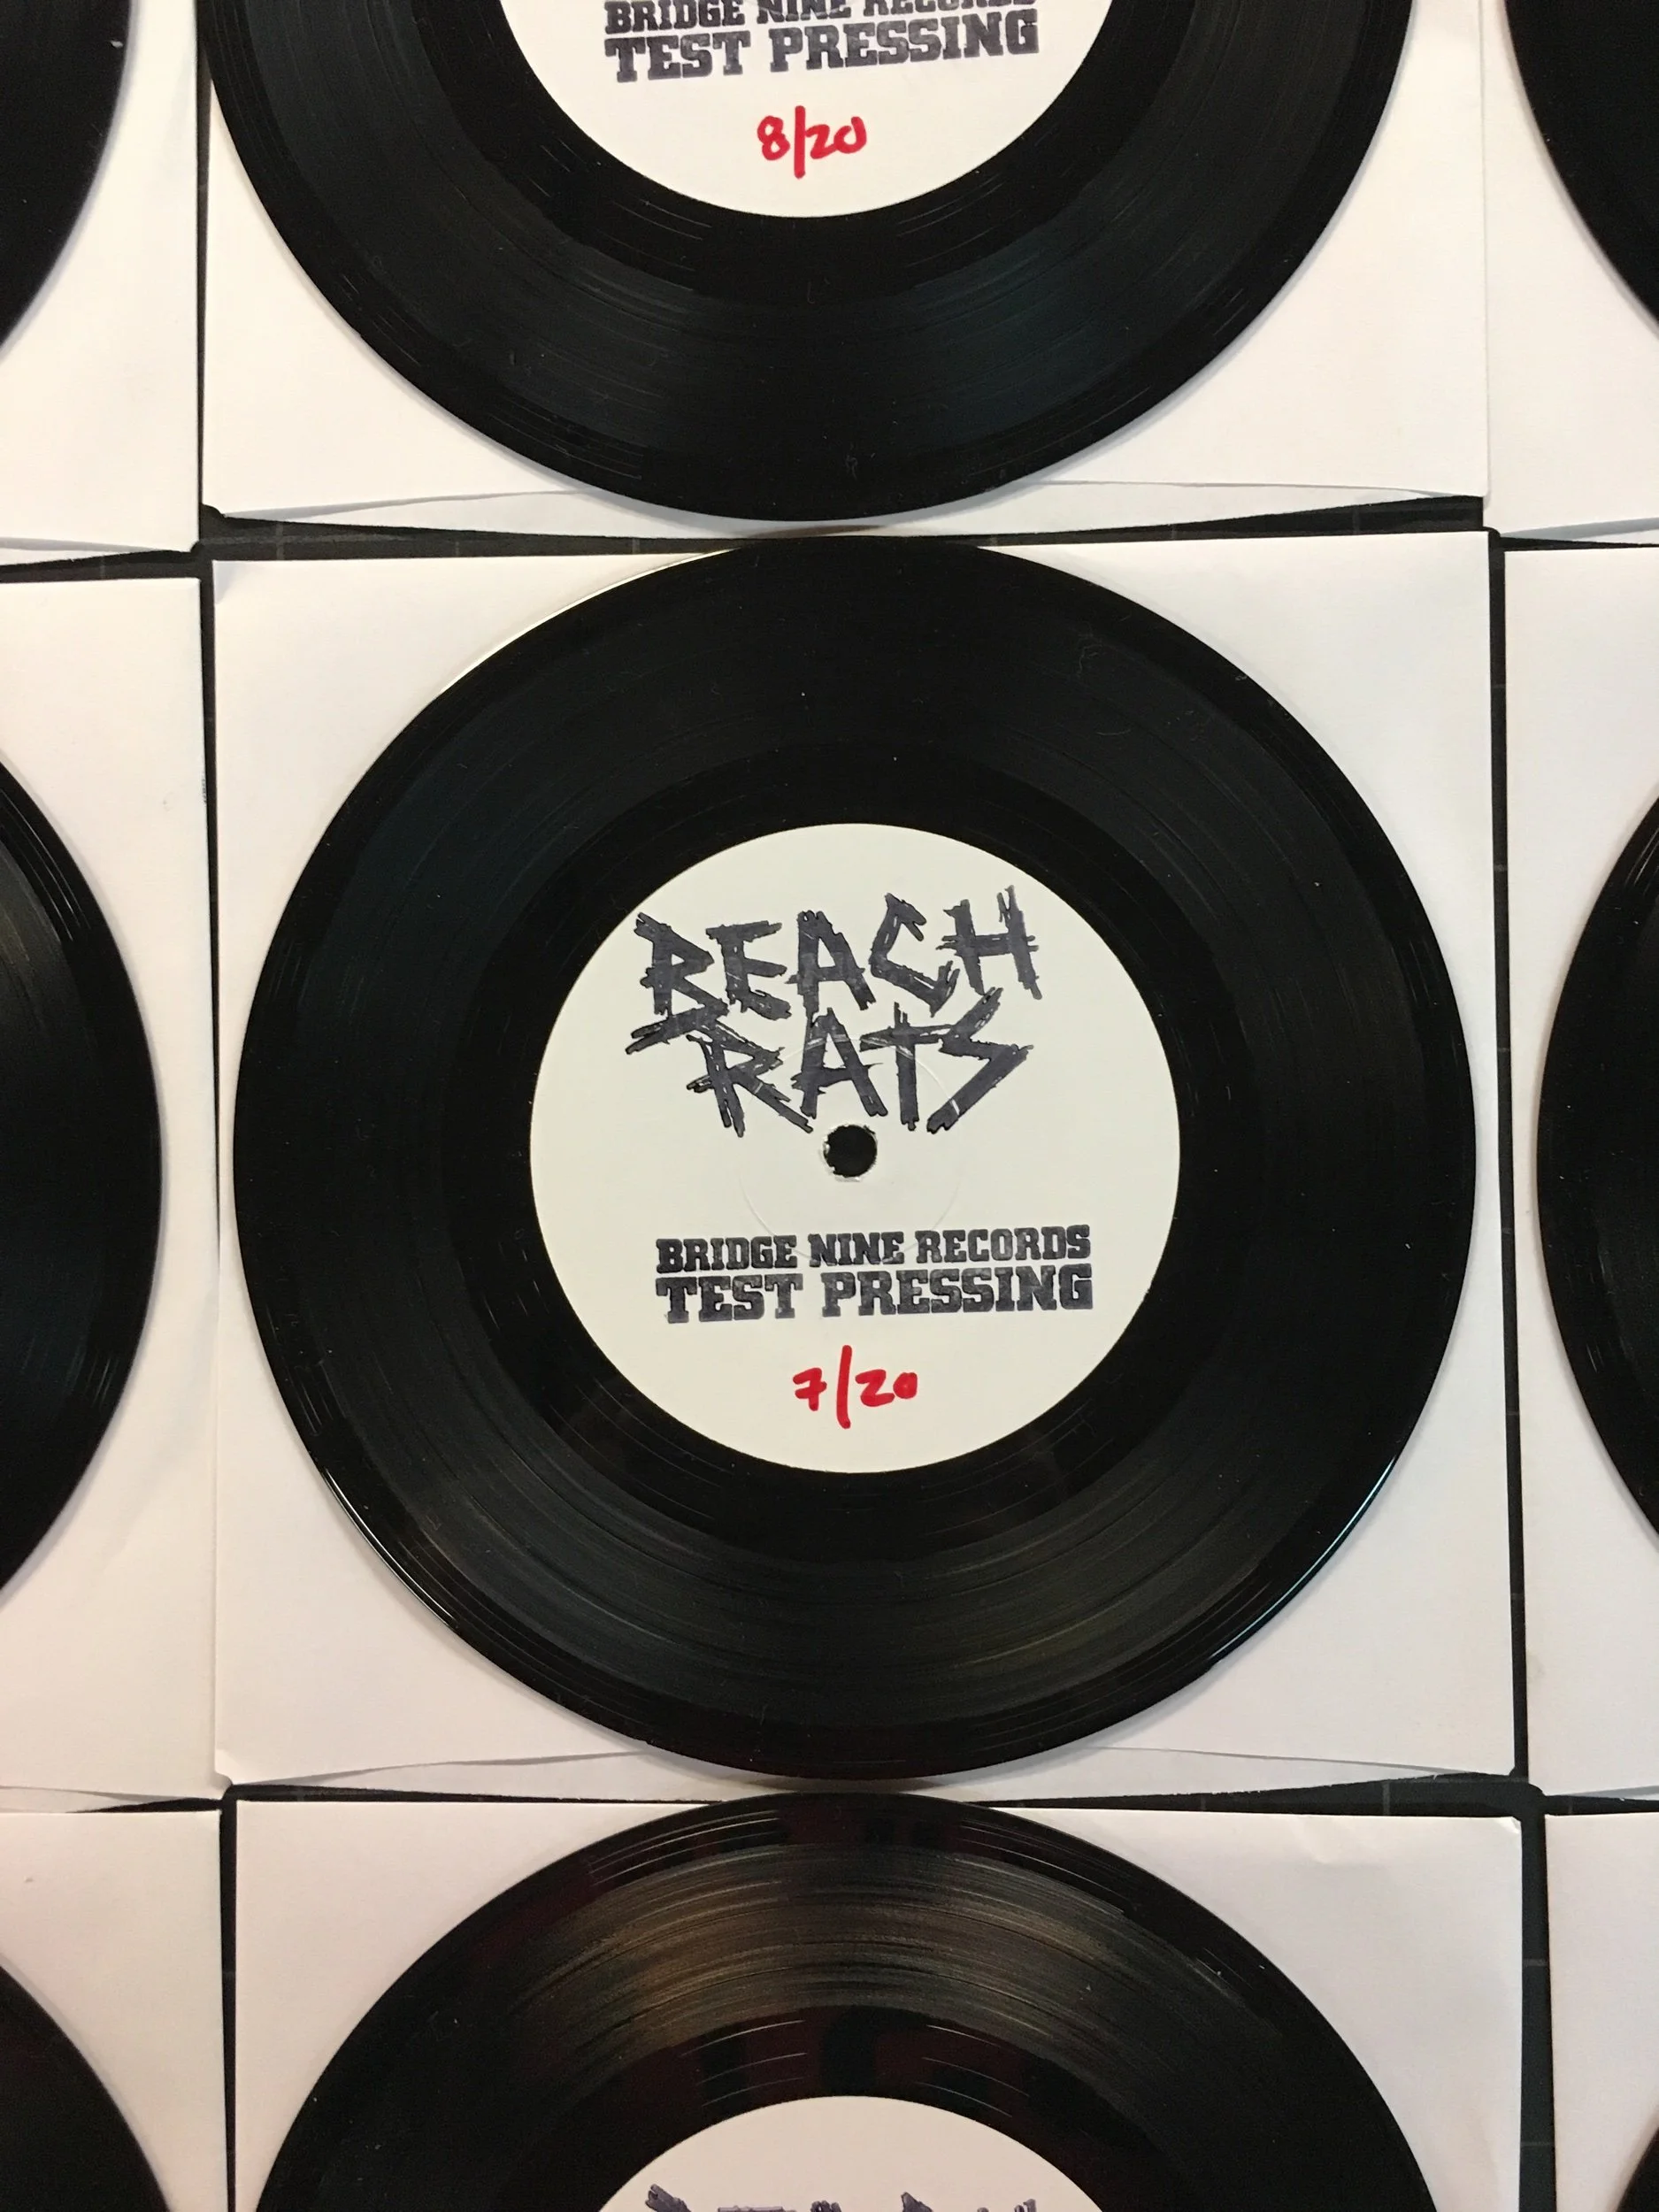 BRIDGE NINE RECORDS
TEST PRESSING
8/20
BEACH
RATS
BRIDGE NINE RECORDS
TEST PRESSING
7/20